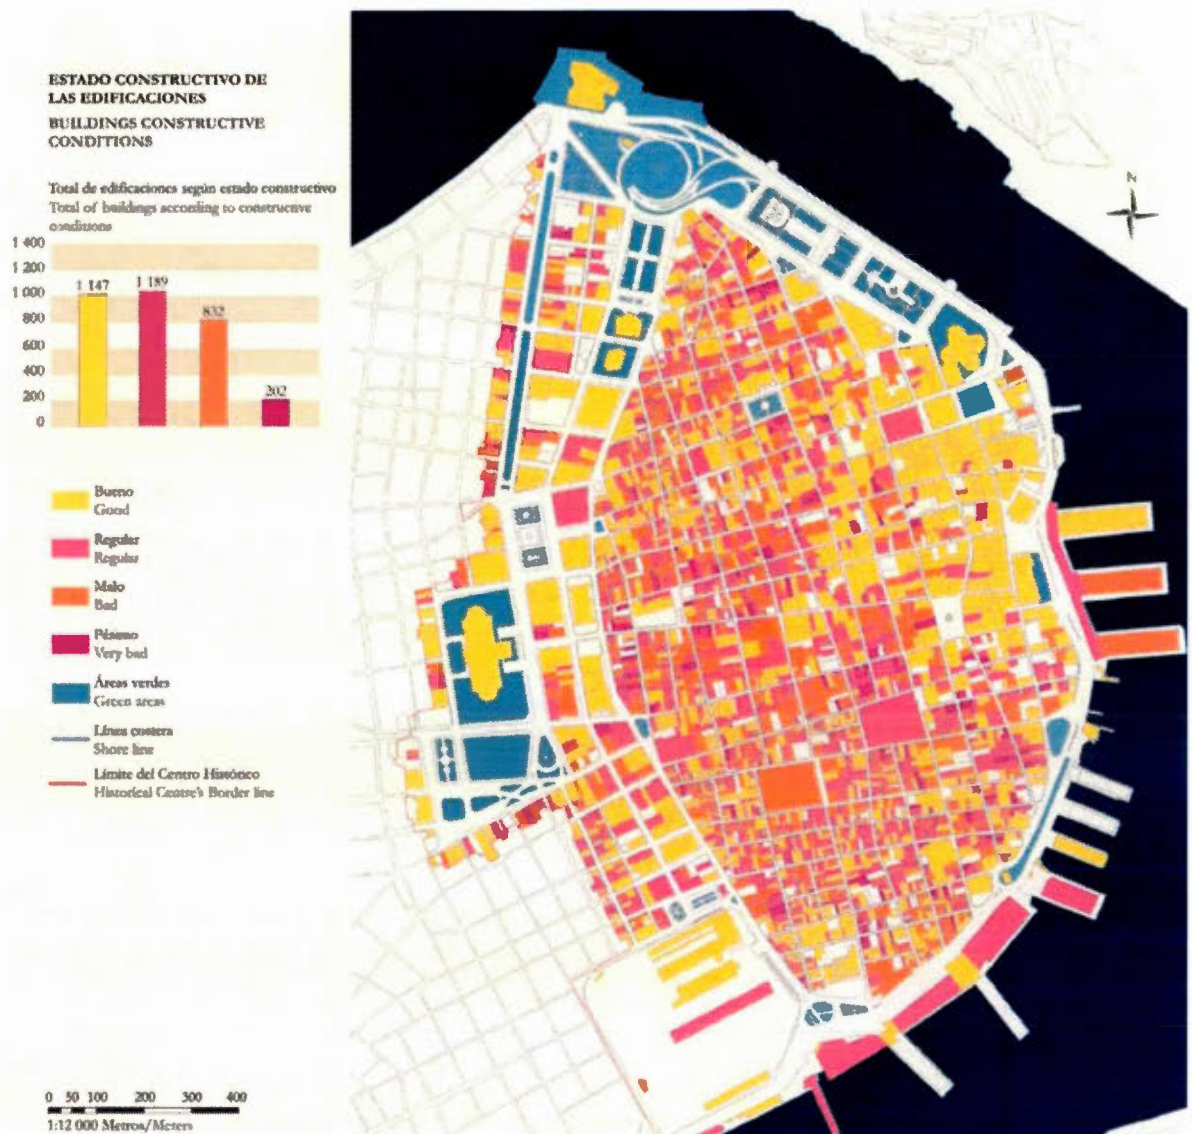 ESTADO CONSTRUCTIVO DE
LAS EDIFICACIONES
BUILDINGS CONSTRUCTIVE
CONDITIONS
Total de edificaciones según estado constructivo
Total of buildings according to constructive
conditions
1 400
1 200
1 000
800
600
400
200
0
1 147
1 189
832
202
Bueno
Good
Regular
Regular
Malo
Bad
Pésimo
Very bad
Áreas verdes
Green areas
Línea costera
Shore line
Límite del Centro Histórico
Historical Centre's Border line
N
0 50 100 200 300 400
1:12 000 Metros/Meters